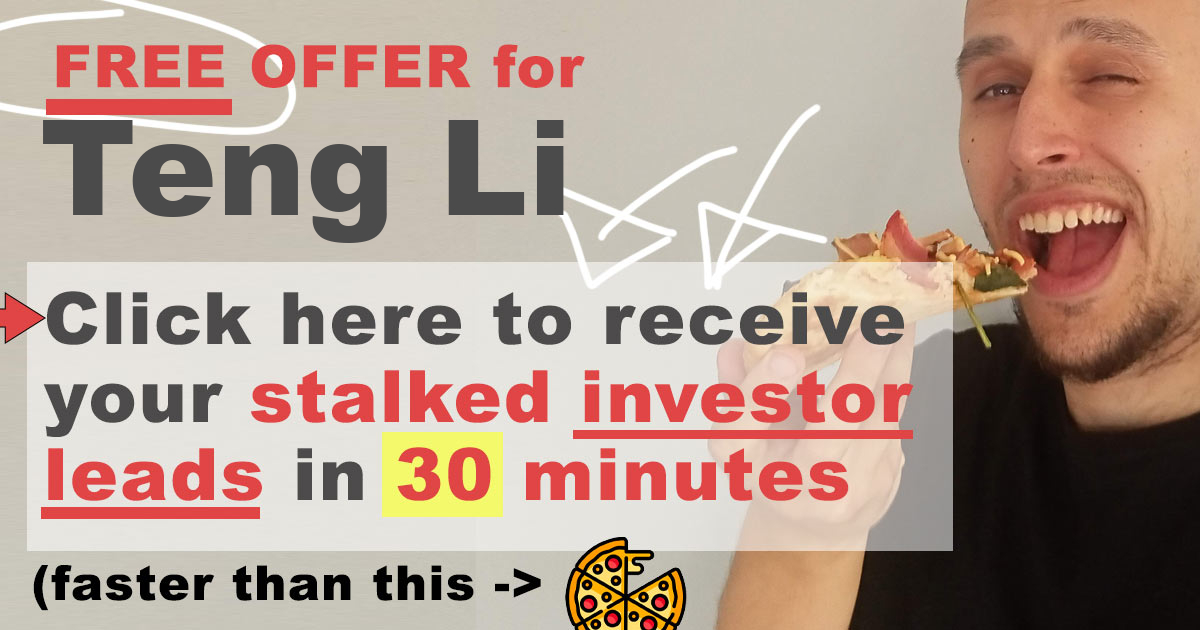 FREE OFFER for
Teng Li
Click here to receive
your stalked investor
leads in 30 minutes
(faster than this ->